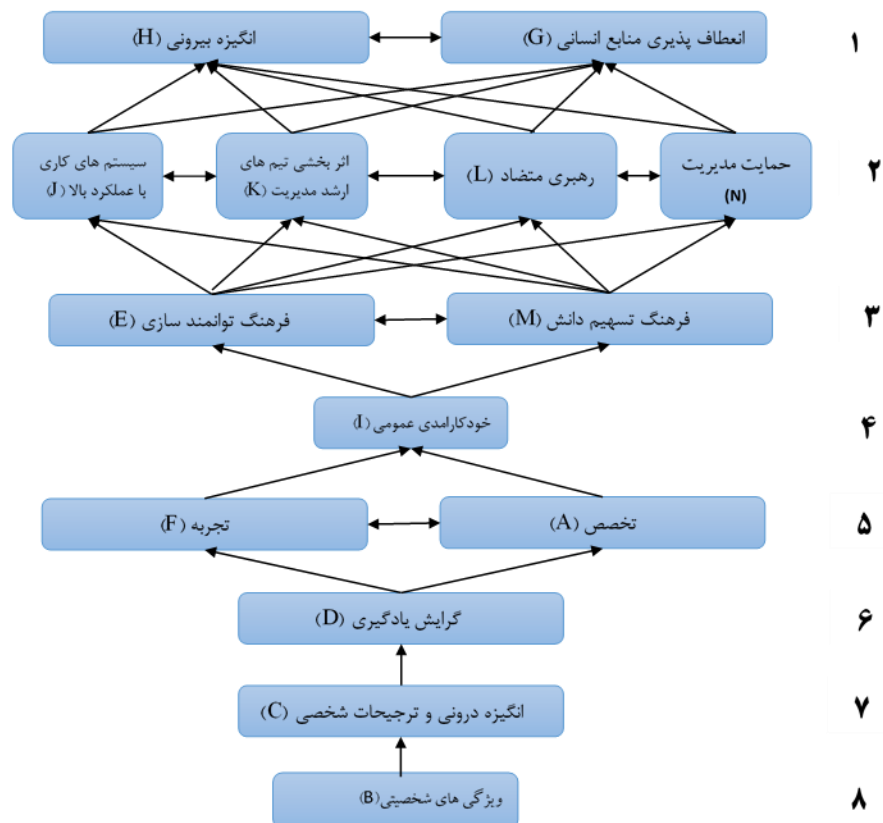 انعطاف پذیری منابع انسانی (G)
انگیزه بیرونی (H)
۱
حمایت مدیریت
(N)
رهبری متضاد (L)
اثر بخشی تیم های
ارشد مدیریت (K)
سیستم های کاری
با عملکرد بالا (J)
۲
فرهنگ تسهیم دانش (M)
فرهنگ توانمند سازی (E)
۳
خودکارامدی عمومی (I)
۴
تخصص (A)
تجربه (F)
۵
گرایش یادگیری (D)
۶
انگیزه درونی و ترجیحات شخصی (C)
۷
ویژگی های شخصیتی(B)
۸